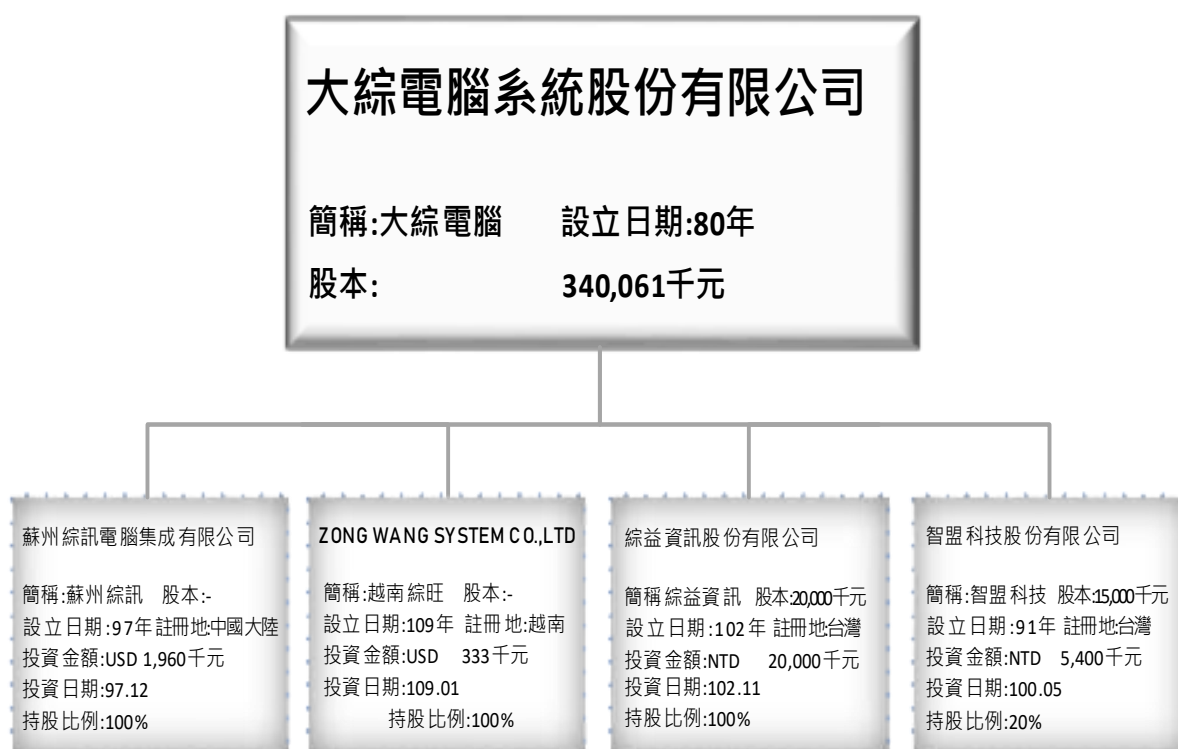 大綜電腦系統股份有限公司
簡稱:大綜電腦 設立日期:80年
股本: 340,061千元
蘇州綜訊電腦集成有限公司
簡稱:蘇州綜訊 股本:-
設立日期:97年 註冊地:中國大陸
投資金額:USD 1,960千元
投資日期:97.12
持股比例:100%
ZONG WANG SYSTEM CO.,LTD
簡稱:越南綜旺 股本:-
設立日期:109年 註冊地:越南
投資金額:USD 333千元
投資日期:109.01
持股比例:100%
綜益資訊股份有限公司
簡稱綜益資訊 股本:20,000千元
設立日期:102年 註冊地:台灣
投資金額:NTD 20,000千元
投資日期:102.11
持股比例:100%
智盟科技股份有限公司
簡稱:智盟科技 股本:15,000千元
設立日期:91年 註冊地:台灣
投資金額:NTD 5,400千元
投資日期:100.05
持股比例:20%